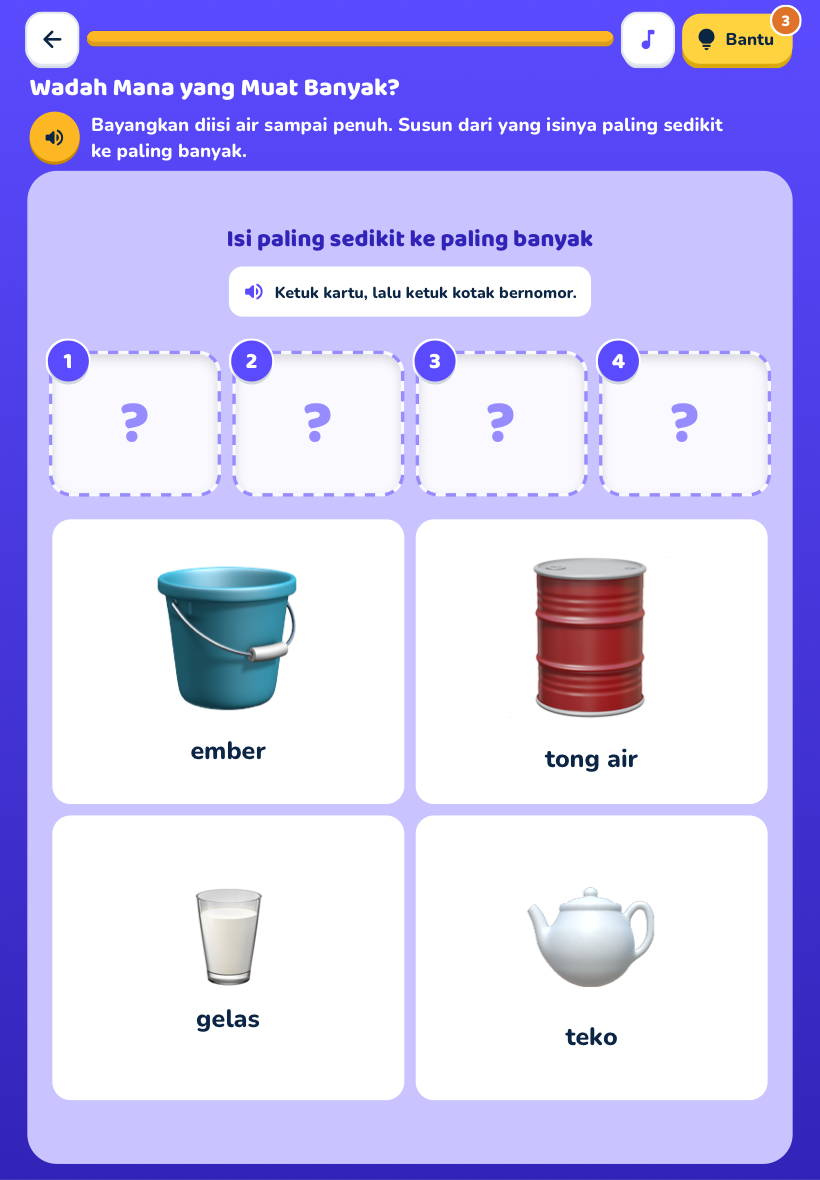 3
Bantu
Wadah Mana yang Muat Banyak?
Bayangkan diisi air sampai penuh. Susun dari yang isinya paling sedikit
ke paling banyak.
Isi paling sedikit ke paling banyak
Ketuk kartu, lalu ketuk kotak bernomor.
1 2 3 4
? ? ? ?
ember
tong air
gelas
teko